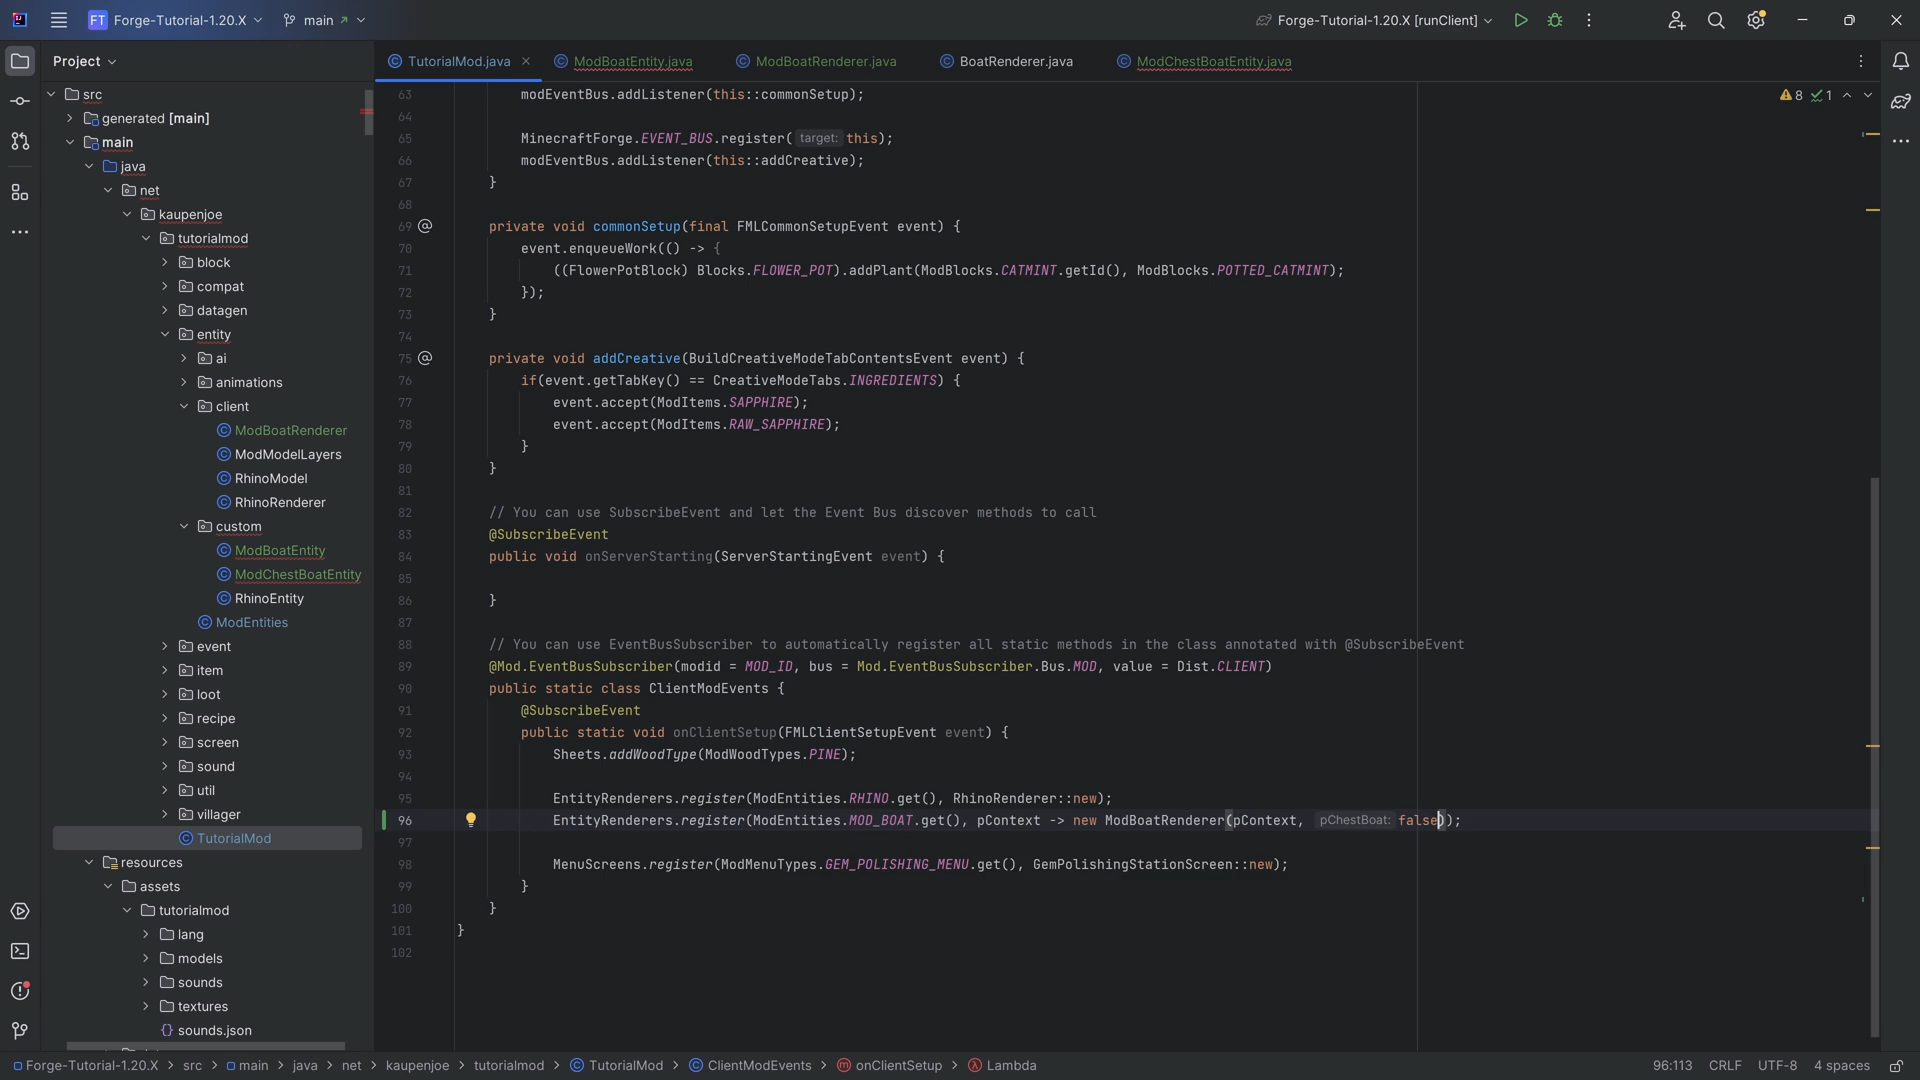 FT Forge-Tutorial-1.20.X main Forge-Tutorial-1.20.X [runClient]
Project
TutorialMod.java ModBoatEntity.java ModBoatRenderer.java BoatRenderer.java ModChestBoatEntity.java
src
generated [main]
main
java
net
kaupenjoe
tutorialmod
block
compat
datagen
entity
ai
animations
client
ModBoatRenderer
ModModelLayers
RhinoModel
RhinoRenderer
custom
ModBoatEntity
ModChestBoatEntity
RhinoEntity
ModEntities
event
item
loot
recipe
screen
sound
util
villager
TutorialMod
resources
assets
tutorialmod
lang
models
sounds
textures
sounds.json
8 1
63 modEventBus.addListener(this::commonSetup);
64
65 MinecraftForge.EVENT_BUS.register( target: this);
66 modEventBus.addListener(this::addCreative);
67 }
68
69 private void commonSetup(final FMLCommonSetupEvent event) {
70 event.enqueueWork(() -> {
71 ((FlowerPotBlock) Blocks.FLOWER_POT).addPlant(ModBlocks.CATMINT.getId(), ModBlocks.POTTED_CATMINT);
72 });
73 }
74
75 private void addCreative(BuildCreativeModeTabContentsEvent event) {
76 if(event.getTabKey() == CreativeModeTabs.INGREDIENTS) {
77 event.accept(ModItems.SAPPHIRE);
78 event.accept(ModItems.RAW_SAPPHIRE);
79 }
80 }
81
82 // You can use SubscribeEvent and let the Event Bus discover methods to call
83 @SubscribeEvent
84 public void onServerStarting(ServerStartingEvent event) {
85
86 }
87
88 // You can use EventBusSubscriber to automatically register all static methods in the class annotated with @SubscribeEvent
89 @Mod.EventBusSubscriber(modid = MOD_ID, bus = Mod.EventBusSubscriber.Bus.MOD, value = Dist.CLIENT)
90 public static class ClientModEvents {
91 @SubscribeEvent
92 public static void onClientSetup(FMLClientSetupEvent event) {
93 Sheets.addWoodType(ModWoodTypes.PINE);
94
95 EntityRenderers.register(ModEntities.RHINO.get(), RhinoRenderer::new);
96 EntityRenderers.register(ModEntities.MOD_BOAT.get(), pContext -> new ModBoatRenderer(pContext, pChestBoat: false));
97
98 MenuScreens.register(ModMenuTypes.GEM_POLISHING_MENU.get(), GemPolishingStationScreen::new);
99 }
100 }
101 }
102
Forge-Tutorial-1.20.X > src > main > java > net > kaupenjoe > tutorialmod > TutorialMod > ClientModEvents > onClientSetup > Lambda 96:113 CRLF UTF-8 4 spaces